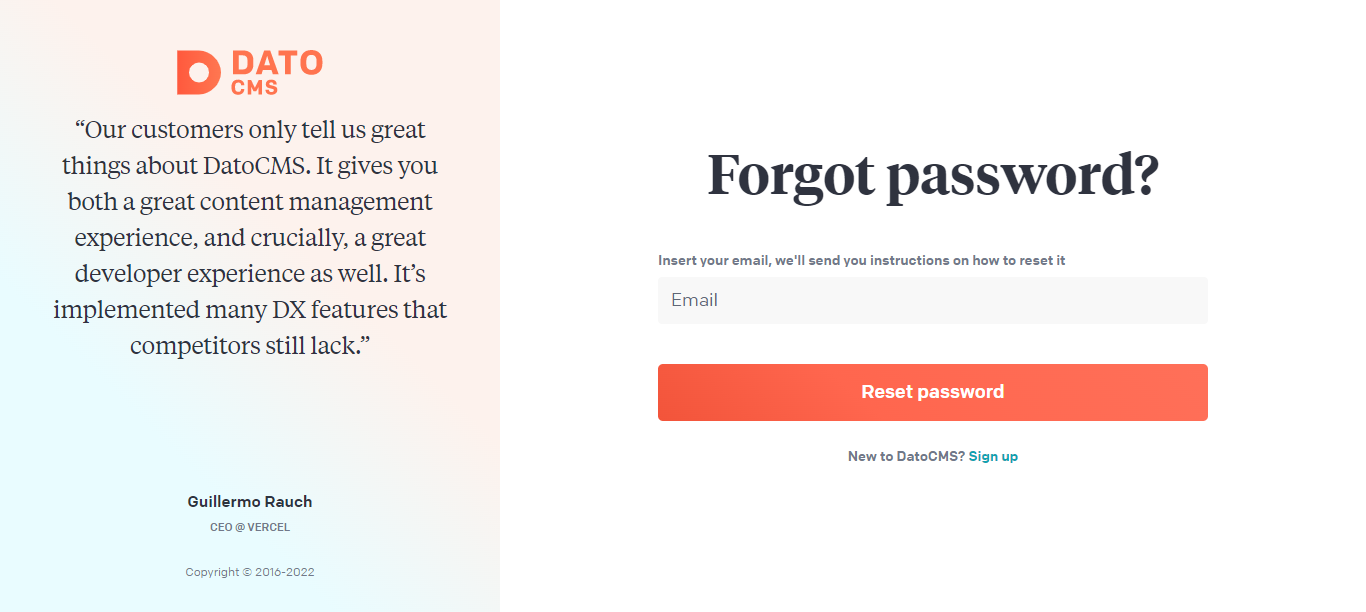 DATO
CMS
“Our customers only tell us great
things about DatoCMS. It gives you
both a great content management
experience, and crucially, a great
developer experience as well. It’s
implemented many DX features that
competitors still lack.”
Guillermo Rauch
CEO @ VERCEL
Copyright © 2016-2022
Forgot password?
Insert your email, we'll send you instructions on how to reset it
Email
Reset password
New to DatoCMS? Sign up